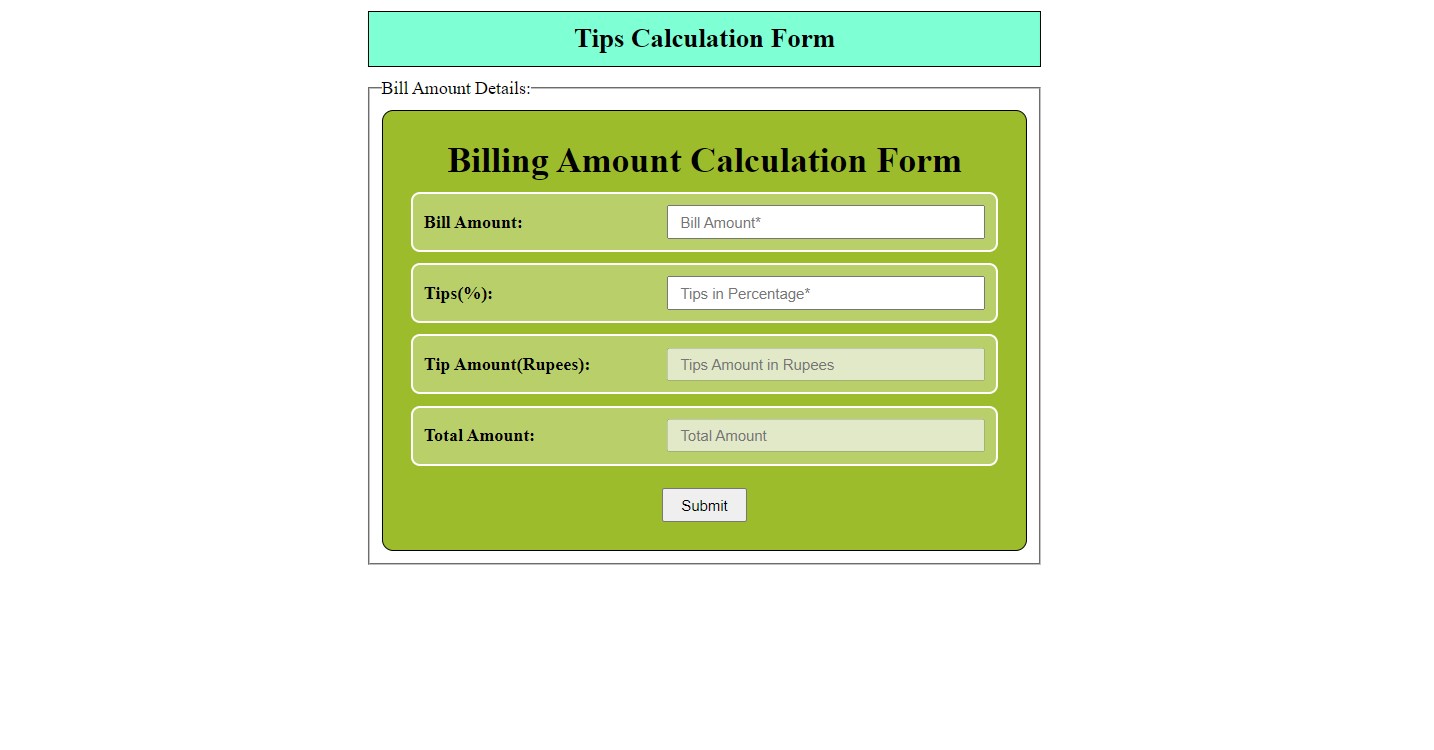 Tips Calculation Form
Bill Amount Details:
Billing Amount Calculation Form
Bill Amount: Bill Amount*
Tips(%): Tips in Percentage*
Tip Amount(Rupees): Tips Amount in Rupees
Total Amount: Total Amount
Submit